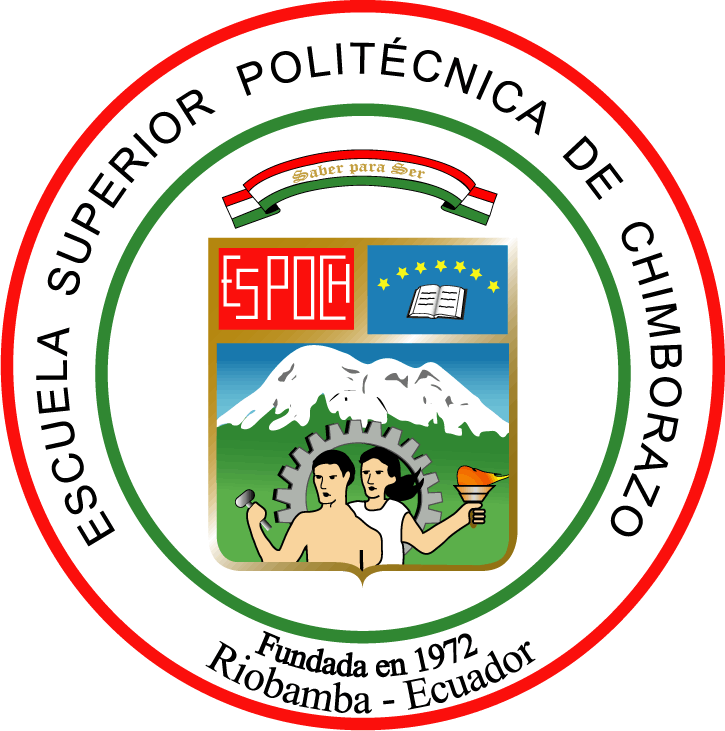 ESCUELA SUPERIOR POLITÉCNICA DE CHIMBORAZO
Saber para Ser
ESPOCH
Fundada en 1972
Riobamba - Ecuador